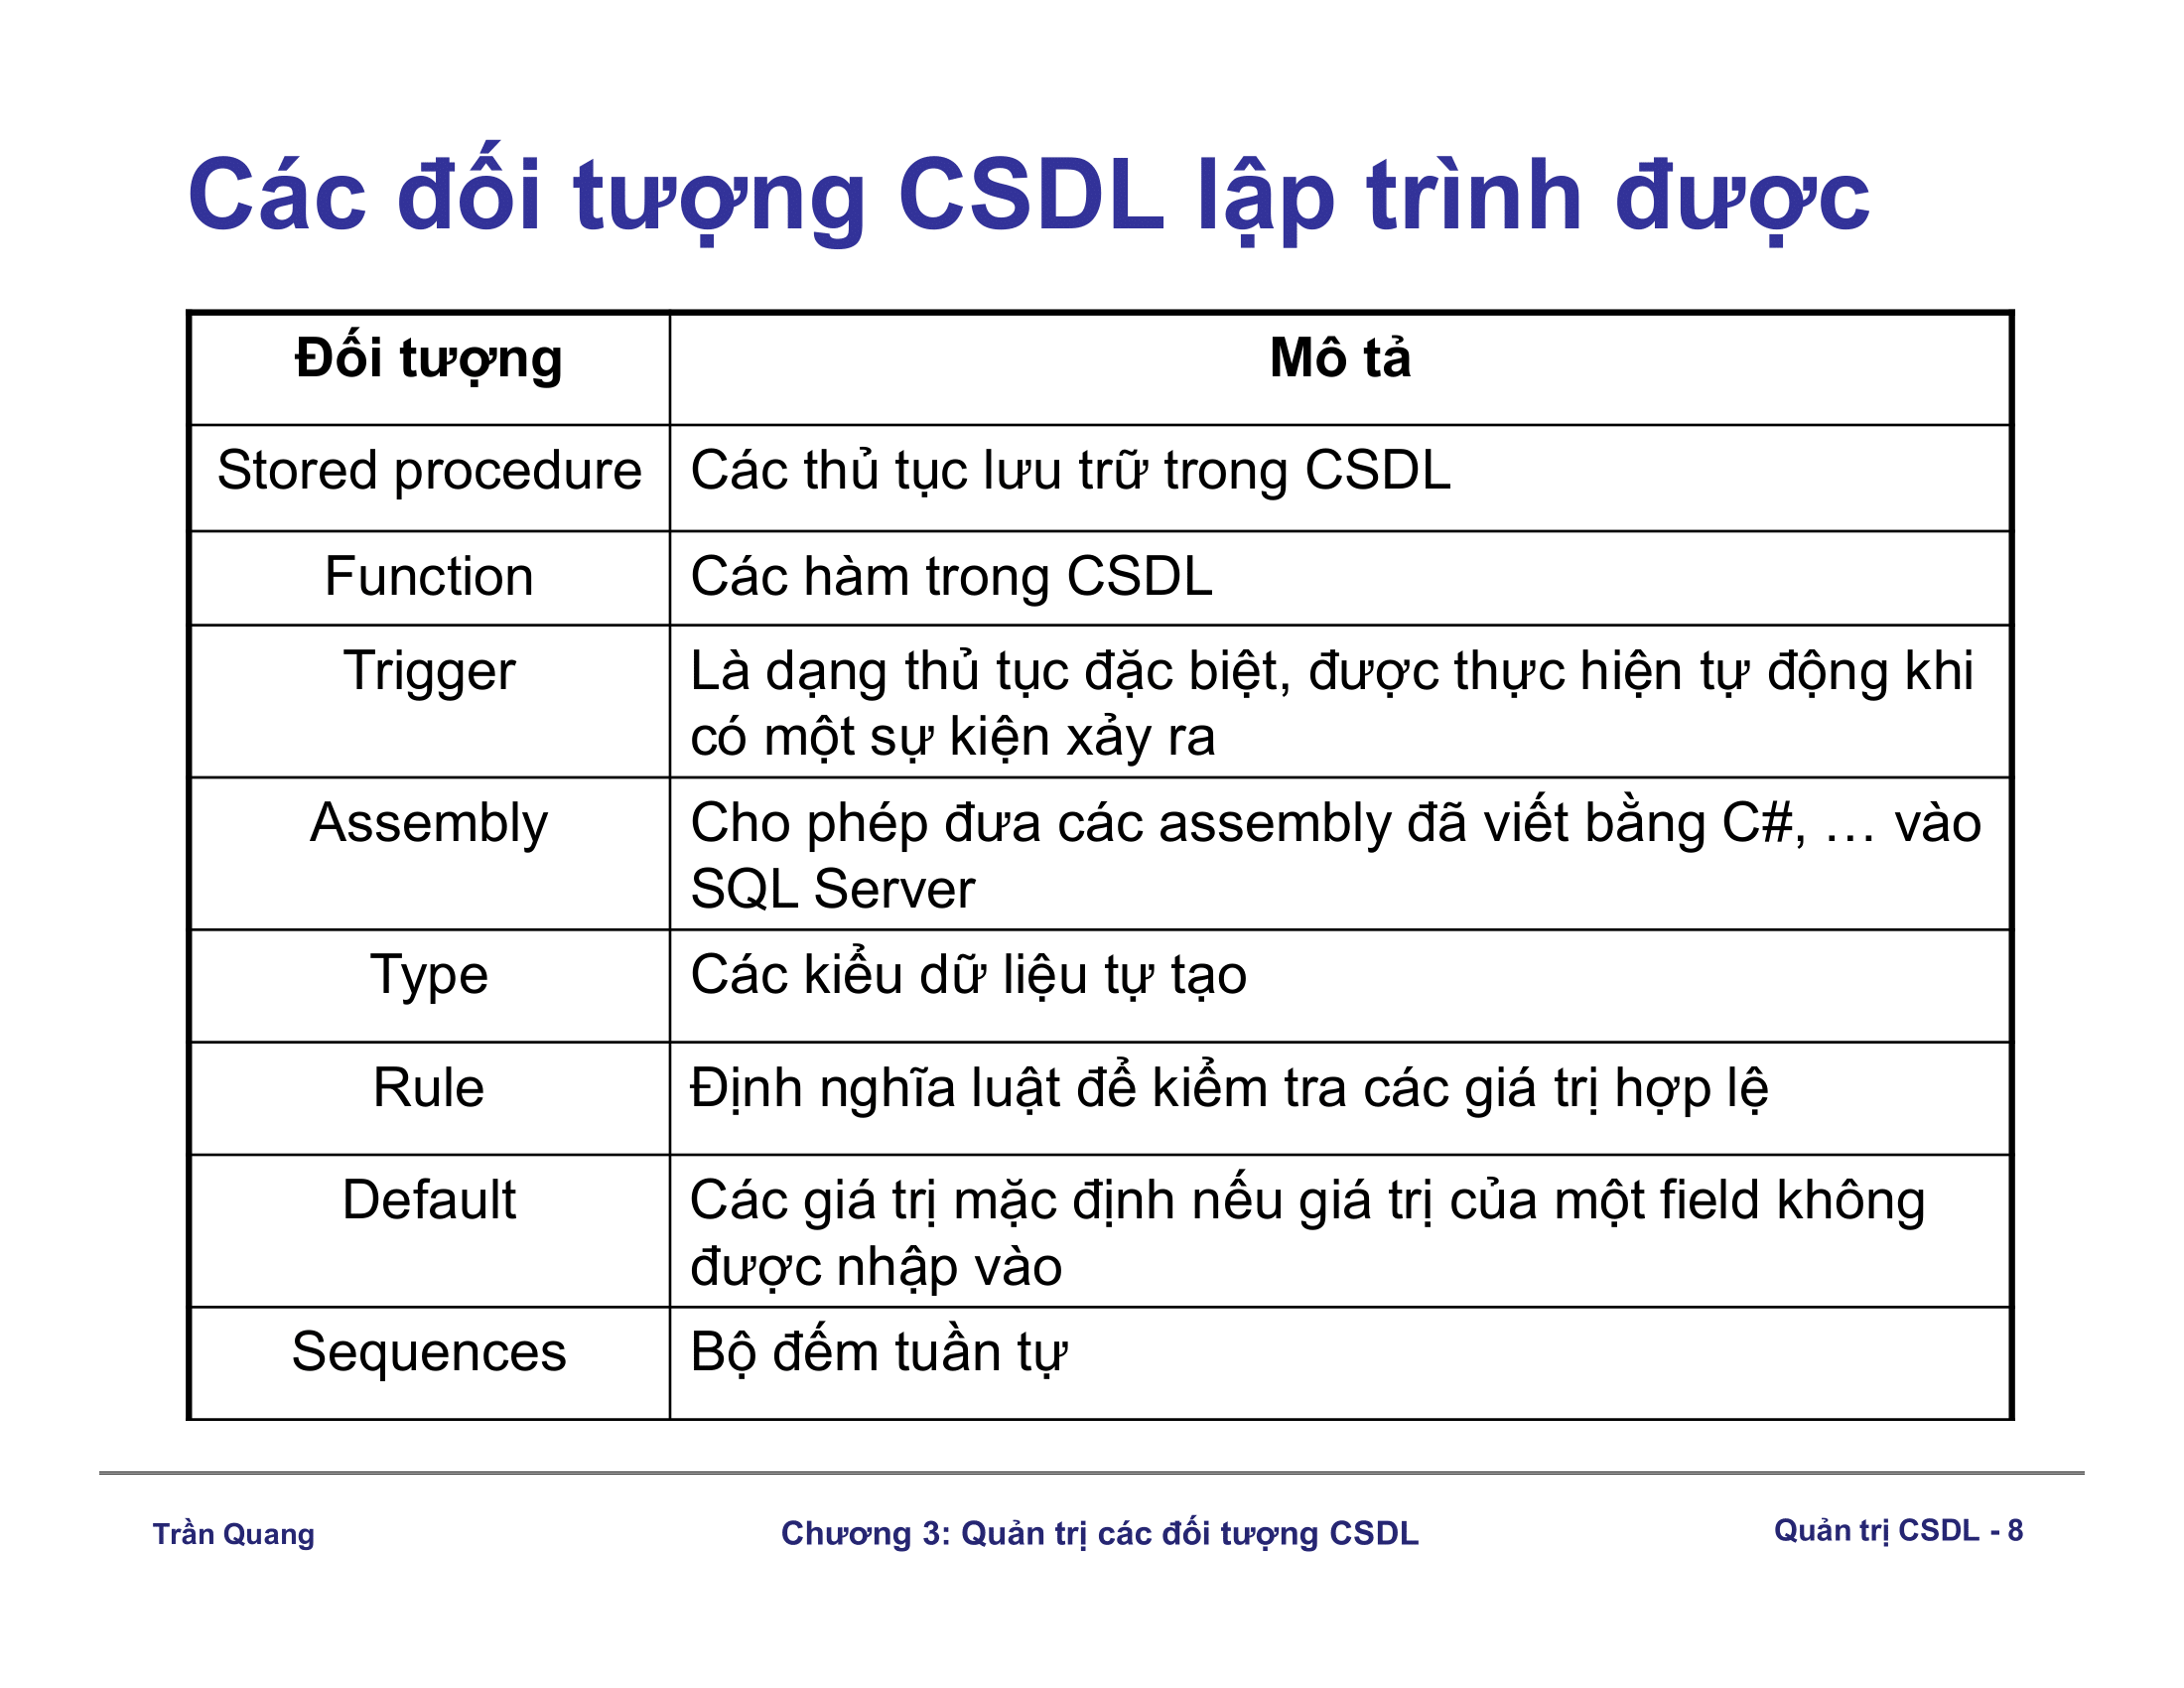 Các đối tượng CSDL lập trình được
Đối tượng
Mô tả
Stored procedure
Các thủ tục lưu trữ trong CSDL
Function
Các hàm trong CSDL
Trigger
Là dạng thủ tục đặc biệt, được thực hiện tự động khi
có một sự kiện xảy ra
Assembly
Cho phép đưa các assembly đã viết bằng C#, … vào
SQL Server
Type
Các kiểu dữ liệu tự tạo
Rule
Định nghĩa luật để kiểm tra các giá trị hợp lệ
Default
Các giá trị mặc định nếu giá trị của một field không
được nhập vào
Sequences
Bộ đếm tuần tự
Trần Quang
Chương 3: Quản trị các đối tượng CSDL
Quản trị CSDL - 8